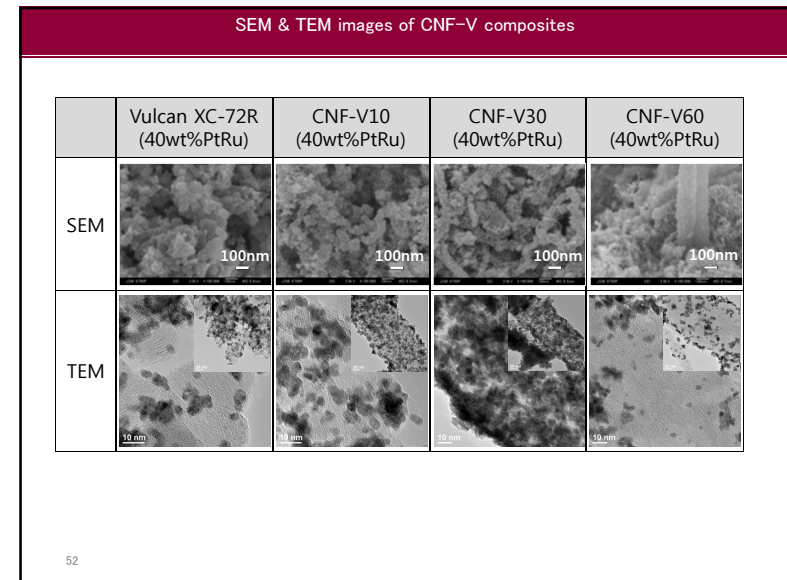 SEM & TEM images of CNF-V composites
Vulcan XC-72R
(40wt%PtRu)
CNF-V10
(40wt%PtRu)
CNF-V30
(40wt%PtRu)
CNF-V60
(40wt%PtRu)
SEM
100nm
100nm
100nm
100nm
TEM
10 nm
10 nm
10 nm
10 nm
52